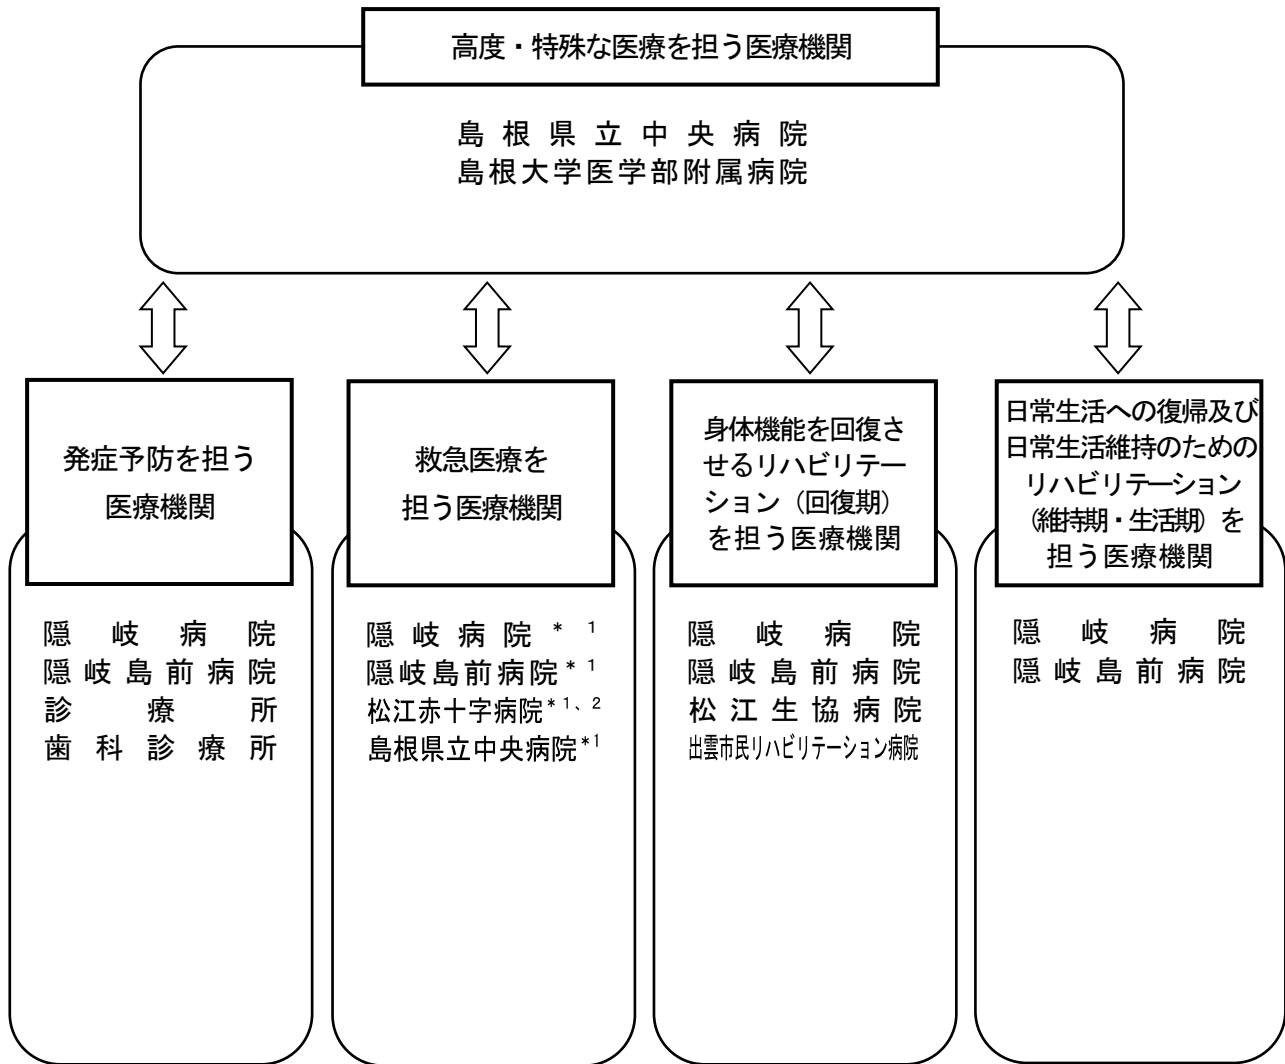 高度・特殊な医療を担う医療機関
島根県立中央病院
島根大学医学部附属病院
発症予防を担う
医療機関
隠岐病院
隠岐島前病院
診療所
歯科診療所
救急医療を
担う医療機関
隠岐病院*1
隠岐島前病院*1
松江赤十字病院*1、2
島根県立中央病院*1
身体機能を回復さ
せるリハビリテー
ション（回復期）
を担う医療機関
隠岐病院
隠岐島前病院
松江生協病院
出雲市民リハビリテーション病院
日常生活への復帰及び
日常生活維持のための
リハビリテーション
（維持期・生活期）を
担う医療機関
隠岐病院
隠岐島前病院